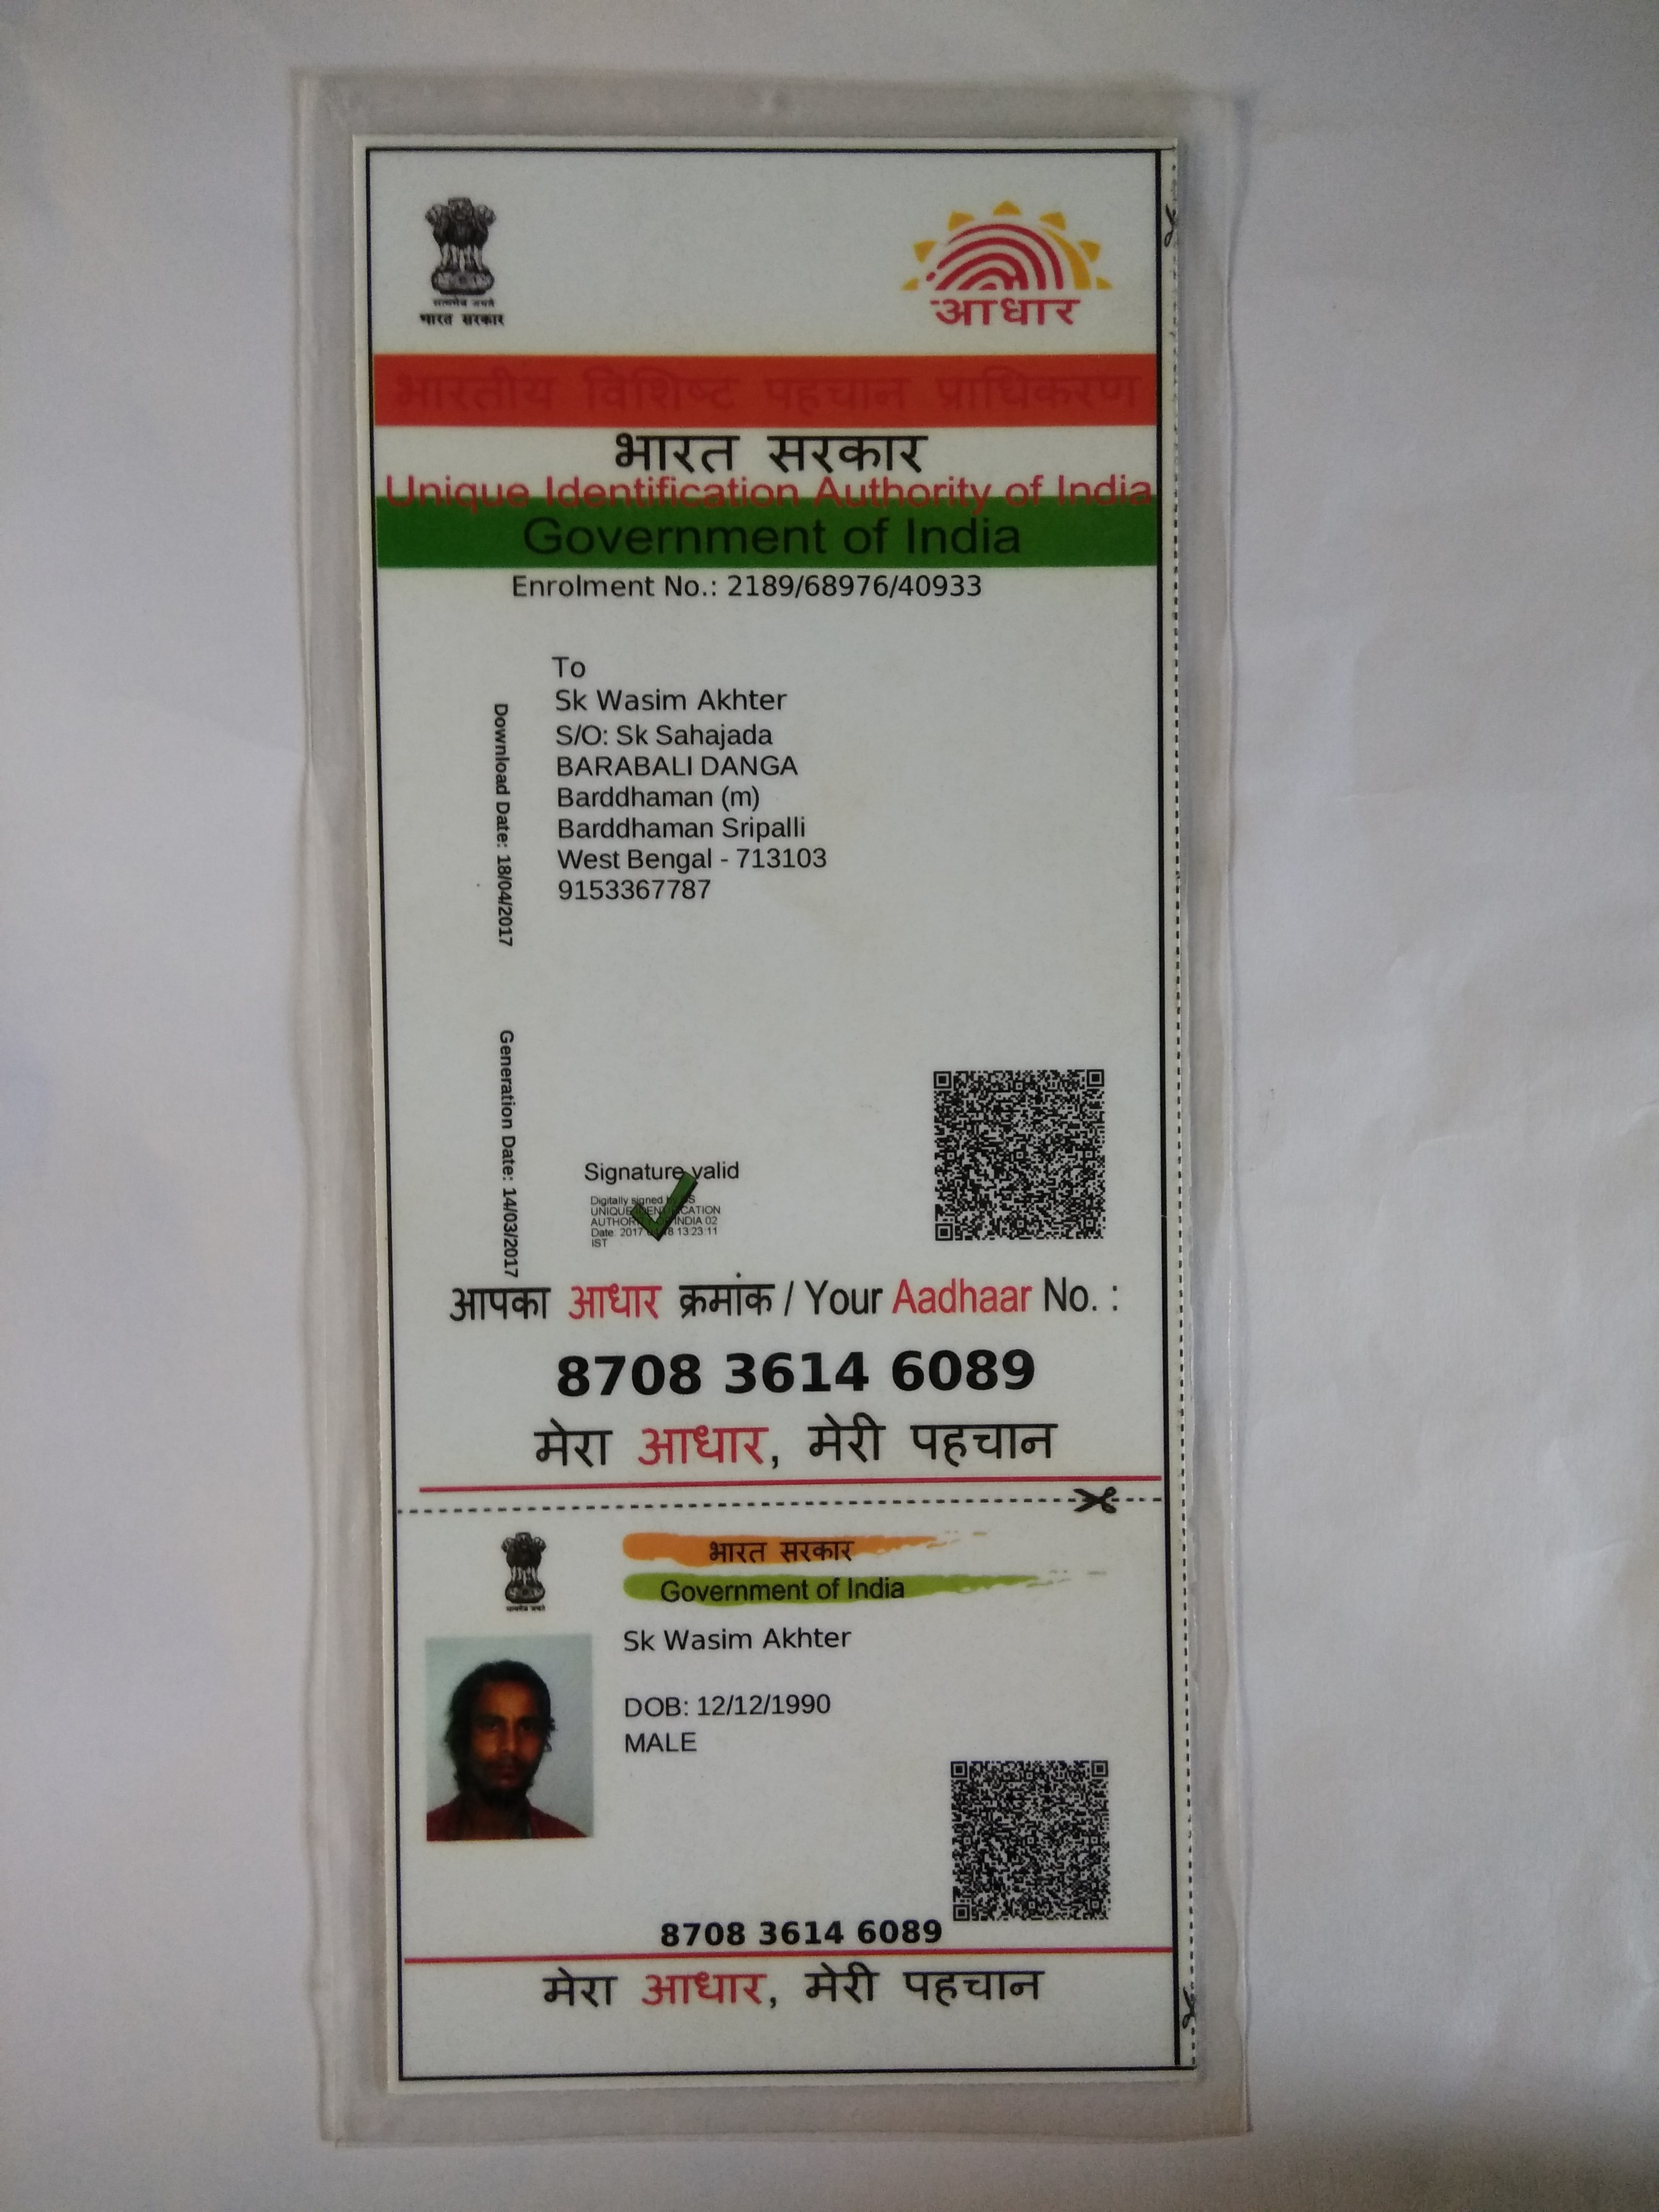 सत्यमेव जयते
भारत सरकार
आधार
भारतीय विशिष्ट पहचान प्राधिकरण
भारत सरकार
Unique Identification Authority of India
Government of India
Enrolment No.: 2189/68976/40933
To
Sk Wasim Akhter
S/O: Sk Sahajada
BARABALI DANGA
Barddhaman (m)
Barddhaman Sripalli
West Bengal - 713103
9153367787
Download Date: 18/04/2017
Generation Date: 14/03/2017
Signature valid
Digitally signed by DS
UNIQUE IDENTIFICATION
AUTHORITY OF INDIA 02
Date 2017 13 23 11
IST
आपका आधार क्रमांक / Your Aadhaar No. :
8708 3614 6089
मेरा आधार, मेरी पहचान
भारत सरकार
Government of India
सत्यमेव जयते
Sk Wasim Akhter
DOB: 12/12/1990
MALE
8708 3614 6089
मेरा आधार, मेरी पहचान